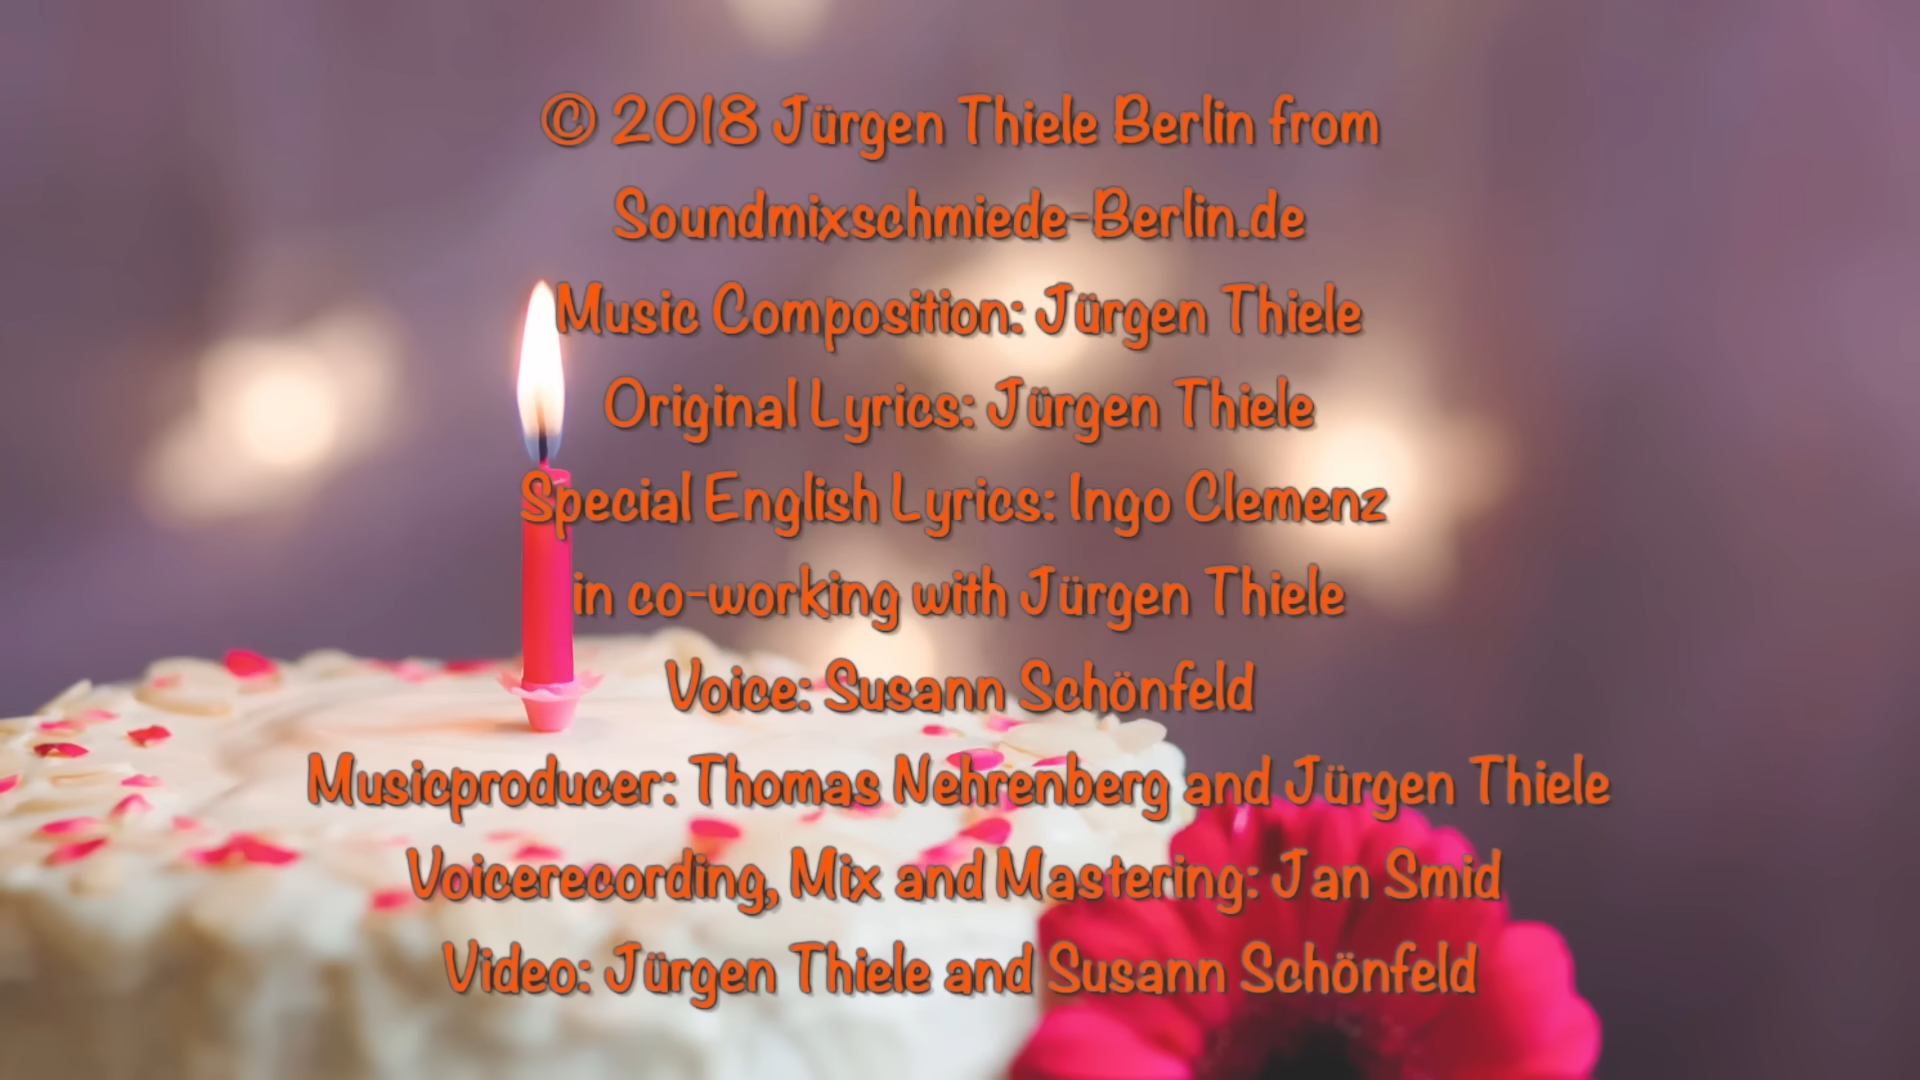 © 2018 Jürgen Thiele Berlin from
Soundmixschmiede-Berlin.de
Music Composition: Jürgen Thiele
Original Lyrics: Jürgen Thiele
Special English Lyrics: Ingo Clemenz
in co-working with Jürgen Thiele
Voice: Susann Schönfeld
Musicproducer: Thomas Nehrenberg and Jürgen Thiele
Voicerecording, Mix and Mastering: Jan Smid
Video: Jürgen Thiele and Susann Schönfeld